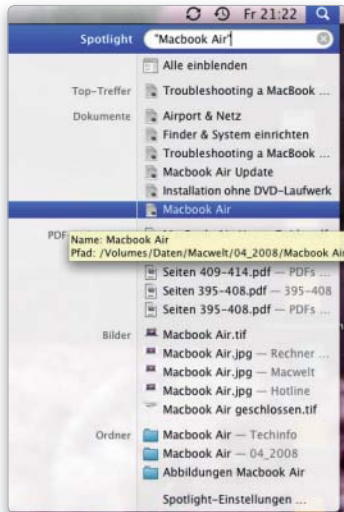 Fr 21:22
Spotlight "Macbook Air"
Alle einblenden
Top-Treffer Troubleshooting a MacBook ...
Dokumente Airport & Netz
Finder & System einrichten
Troubleshooting a MacBook ...
Macbook Air Update
Installation ohne DVD-Laufwerk
Macbook Air
PDF
Name: Macbook Air
Pfad: /Volumes/Daten/Macwelt/04_2008/Macbook Air
Seiten 409-414.pdf — PDFs ...
Seiten 395-408.pdf — 395-408
Seiten 395-408.pdf — PDFs ...
Bilder Macbook Air.tif
Macbook Air.jpg — Rechner ...
Macbook Air.jpg — Macwelt
Macbook Air.jpg — Hotline
Macbook Air geschlossen.tif
Ordner Macbook Air — Techinfo
Macbook Air — 04_2008
Abbildungen Macbook Air
Spotlight-Einstellungen ...